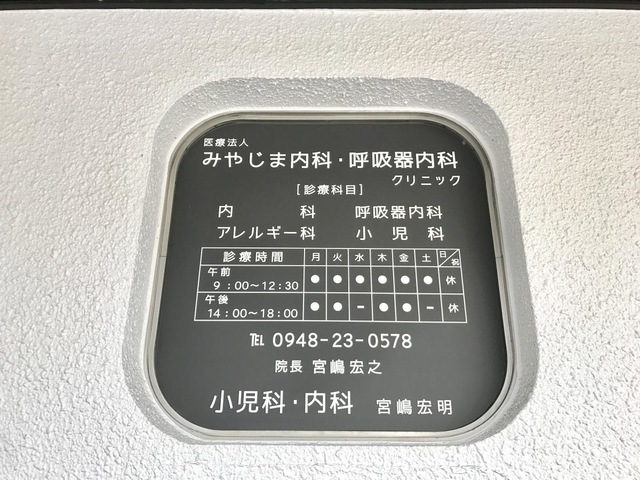 医療法人
みやじま内科・呼吸器内科
クリニック
[診療科目]
内科 呼吸器内科
アレルギー科 小児科
診療時間 月 火 水 木 金 土 日/祝
午前 9:00〜12:30 ● ● ● ● ● ● 休
午後 14:00〜18:00 ● ● − ● ● − 休
℡ 0948-23-0578
院長 宮嶋宏之
小児科・内科 宮嶋宏明